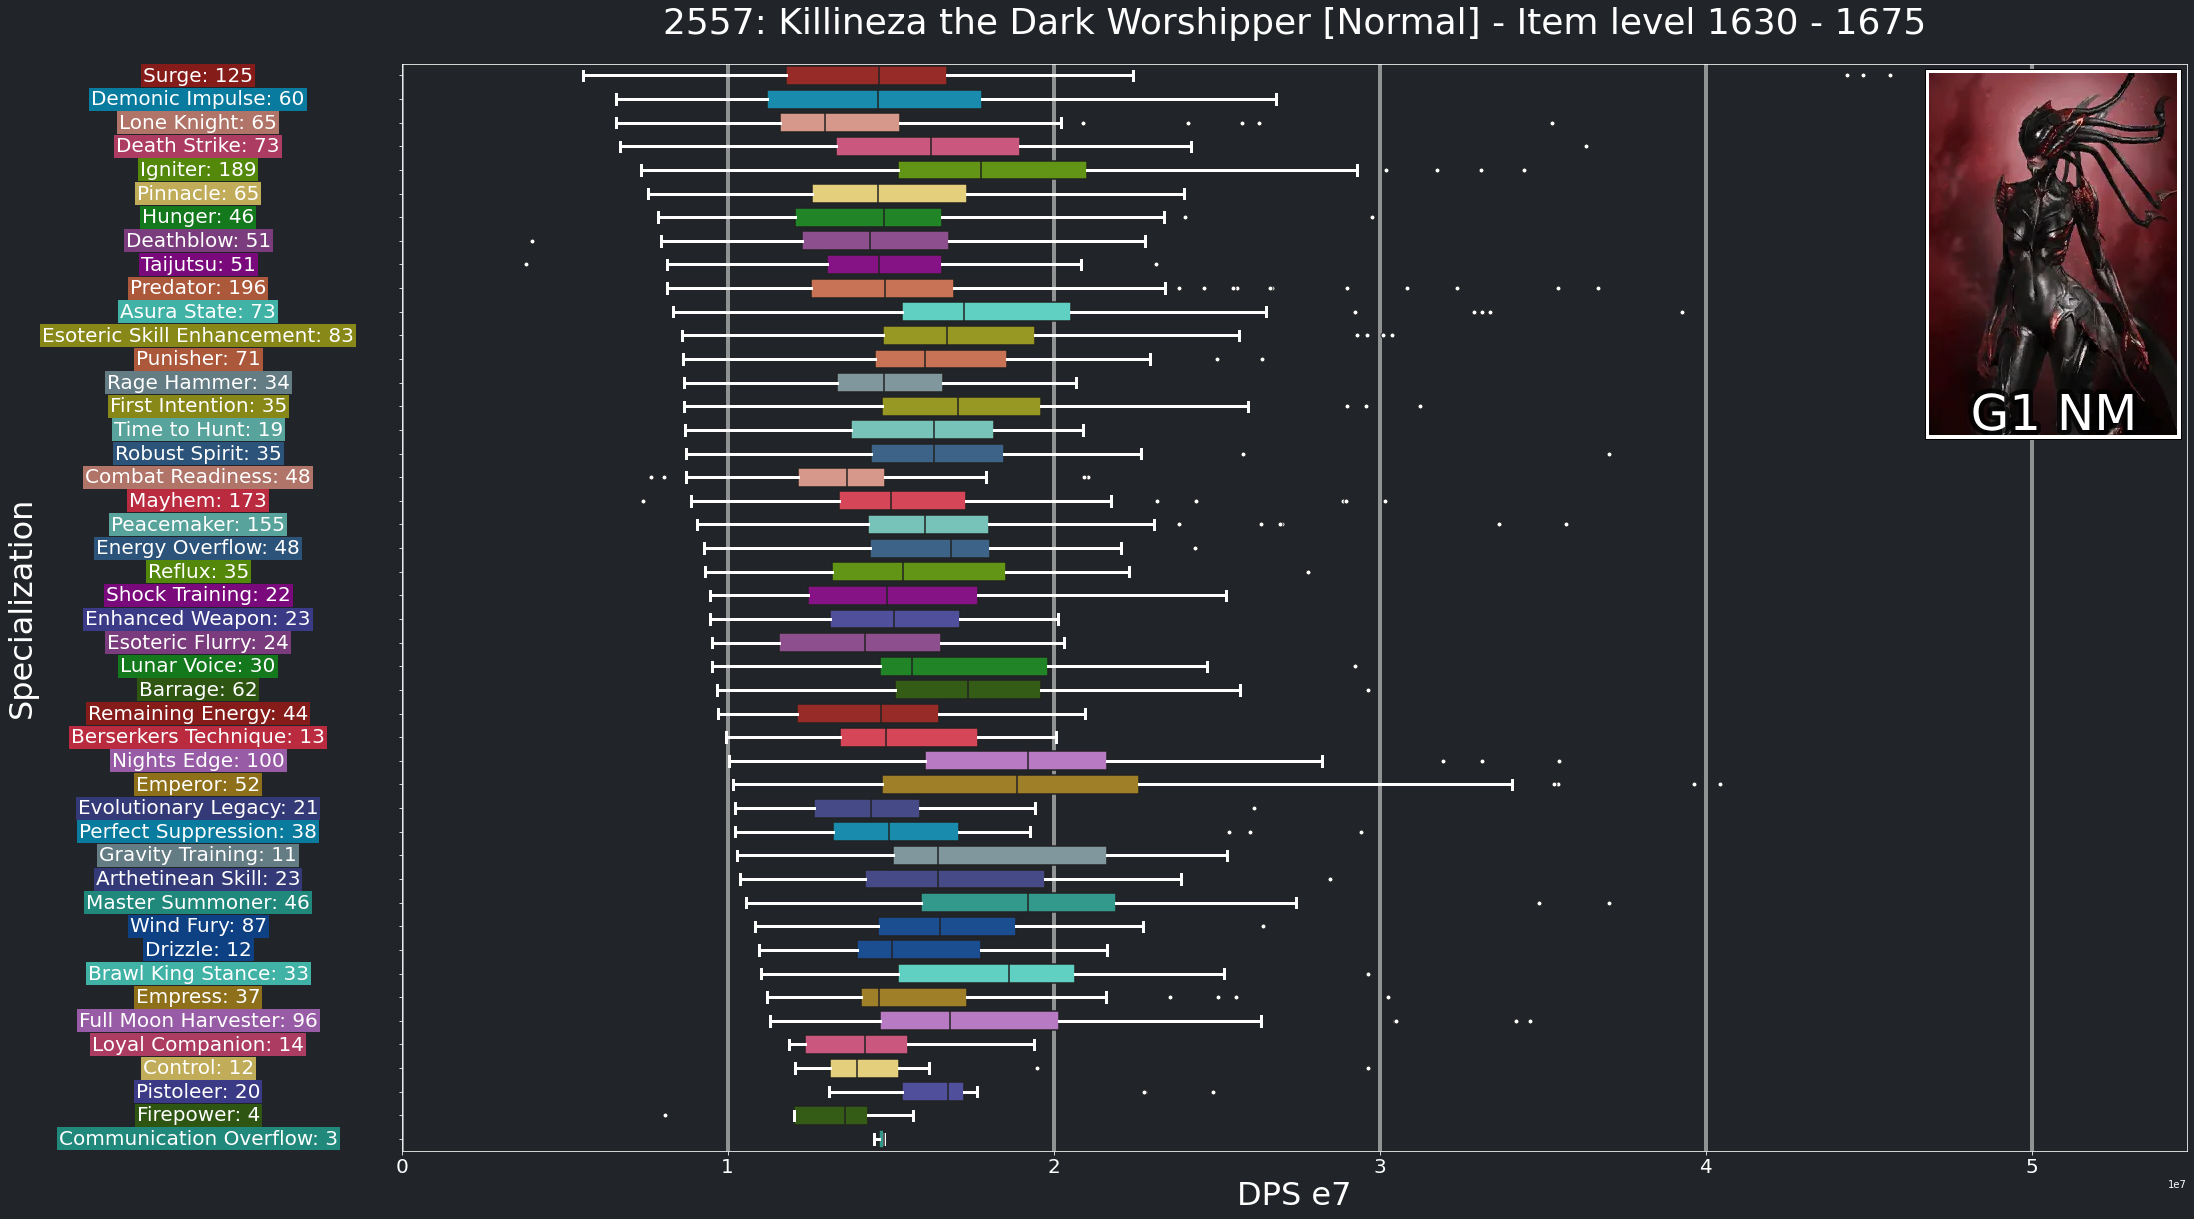 2557: Killineza the Dark Worshipper [Normal] - Item level 1630 - 1675
Surge: 125
Demonic Impulse: 60
Lone Knight: 65
Death Strike: 73
Igniter: 189
Pinnacle: 65
Hunger: 46
Deathblow: 51
Taijutsu: 51
Predator: 196
Asura State: 73
Esoteric Skill Enhancement: 83
Punisher: 71
Rage Hammer: 34
First Intention: 35
Time to Hunt: 19
Robust Spirit: 35
Combat Readiness: 48
Mayhem: 173
Peacemaker: 155
Energy Overflow: 48
Reflux: 35
Shock Training: 22
Enhanced Weapon: 23
Esoteric Flurry: 24
Lunar Voice: 30
Barrage: 62
Remaining Energy: 44
Berserkers Technique: 13
Nights Edge: 100
Emperor: 52
Evolutionary Legacy: 21
Perfect Suppression: 38
Gravity Training: 11
Arthetinean Skill: 23
Master Summoner: 46
Wind Fury: 87
Drizzle: 12
Brawl King Stance: 33
Empress: 37
Full Moon Harvester: 96
Loyal Companion: 14
Control: 12
Pistoleer: 20
Firepower: 4
Communication Overflow: 3
Specialization
G1 NM
0 1 2 3 4 5
DPS e7
1e7